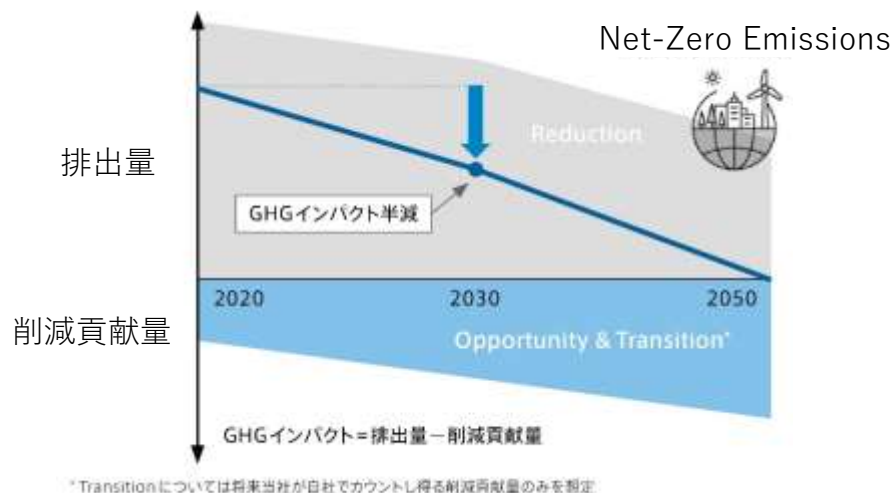 Net-Zero Emissions
Reduction
排出量
GHGインパクト半減
2020 2030 2050
削減貢献量
Opportunity & Transition*
GHGインパクト=排出量－削減貢献量
*Transitionについては将来当社が自社でカウントし得る削減貢献量のみを想定